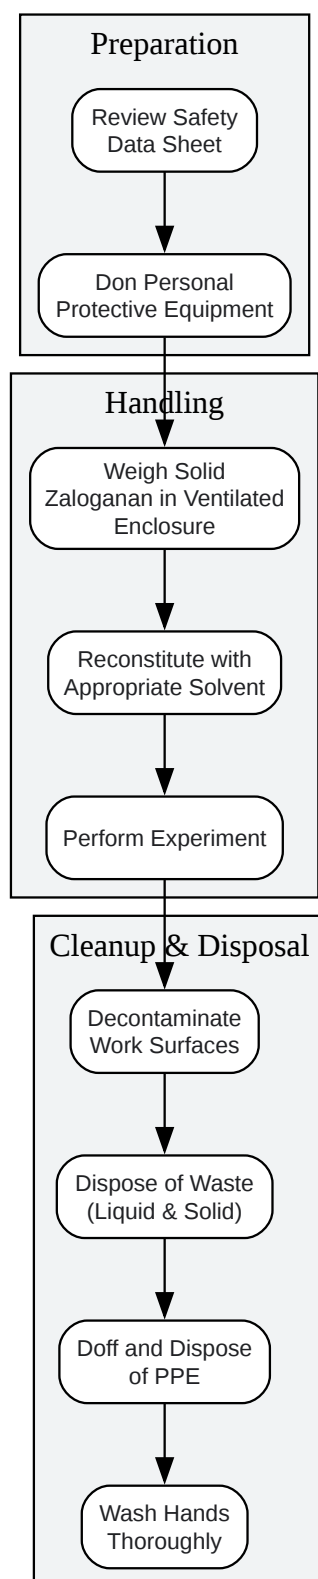 Preparation
Review Safety
Data Sheet
Don Personal
Protective Equipment
Handling
Weigh Solid
Zaloganan in Ventilated
Enclosure
Reconstitute with
Appropriate Solvent
Perform Experiment
Cleanup & Disposal
Decontaminate
Work Surfaces
Dispose of Waste
(Liquid & Solid)
Doff and Dispose
of PPE
Wash Hands
Thoroughly